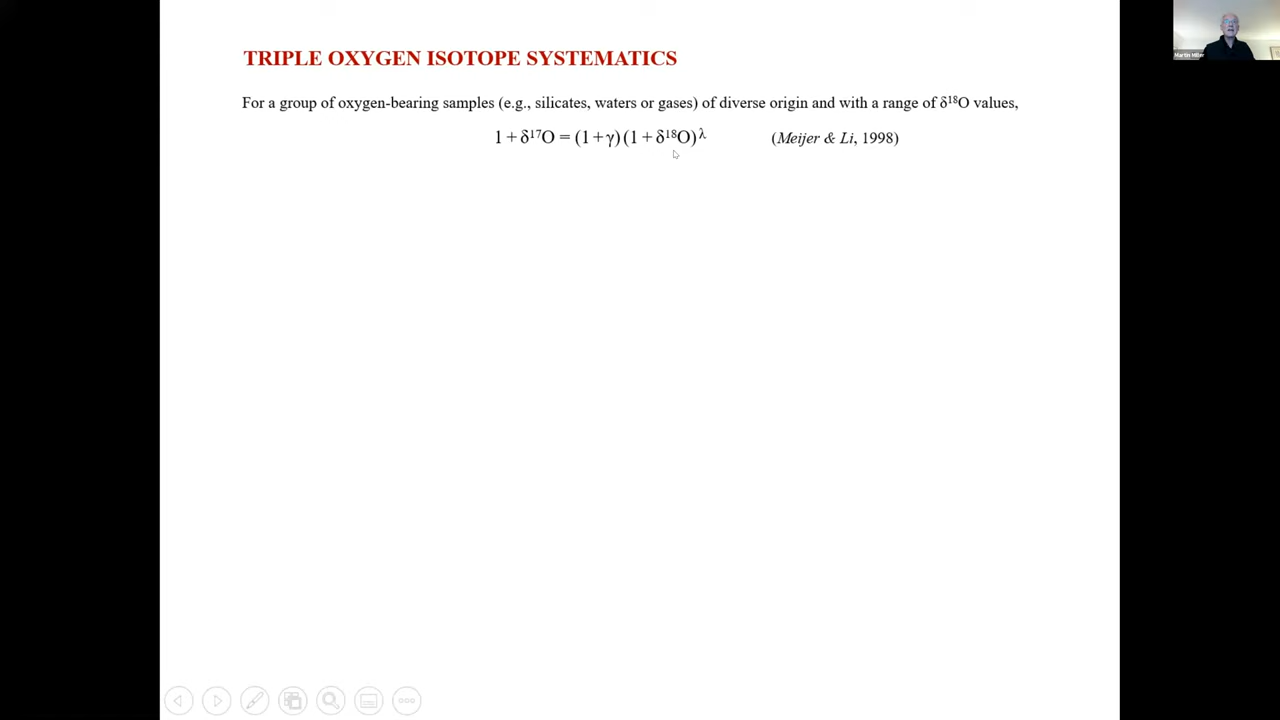 TRIPLE OXYGEN ISOTOPE SYSTEMATICS
For a group of oxygen-bearing samples (e.g., silicates, waters or gases) of diverse origin and with a range of δ¹⁸O values,
1 + δ¹⁷O = (1 + γ) (1 + δ¹⁸O)^λ (Meijer & Li, 1998)